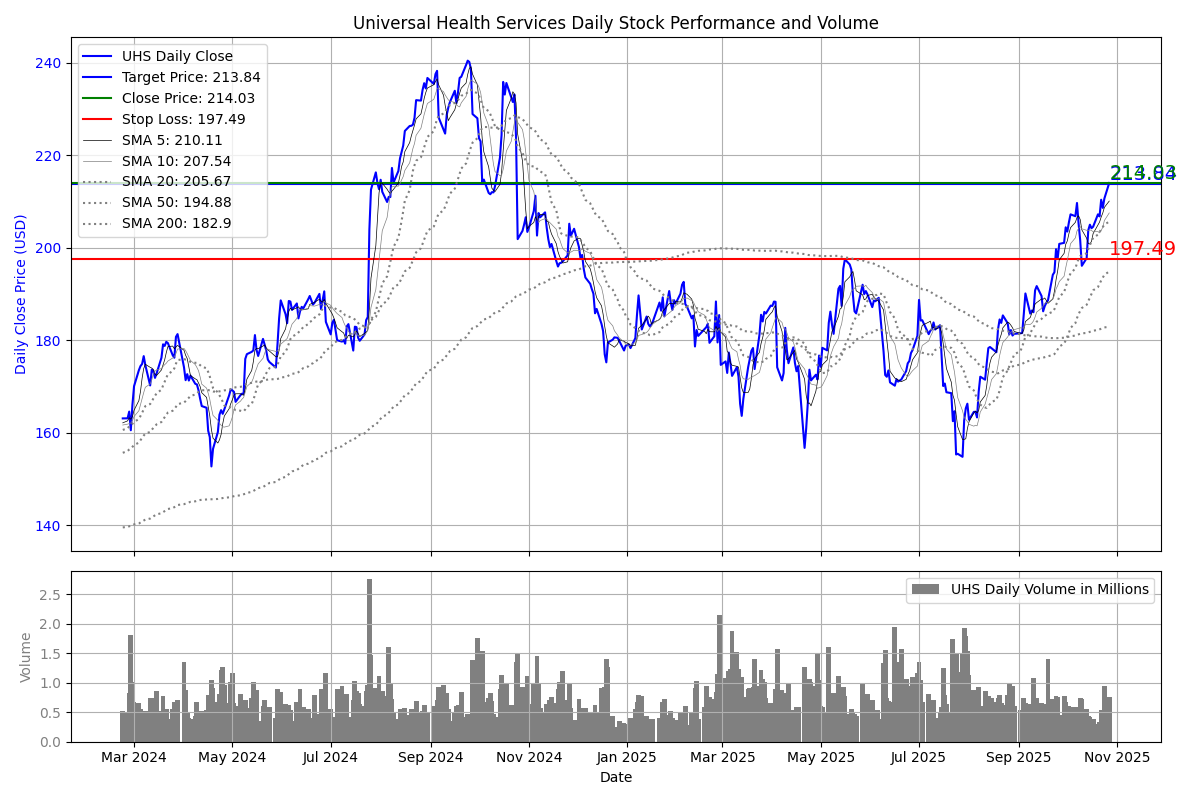 Universal Health Services Daily Stock Performance and Volume
UHS Daily Close
Target Price: 213.84
Close Price: 214.03
Stop Loss: 197.49
SMA 5: 210.11
SMA 10: 207.54
SMA 20: 205.67
SMA 50: 194.88
SMA 200: 182.9
Daily Close Price (USD)
240
220
200
180
160
140
213.84
214.03
197.49
UHS Daily Volume in Millions
Volume
2.5
2.0
1.5
1.0
0.5
0.0
Mar 2024 May 2024 Jul 2024 Sep 2024 Nov 2024 Jan 2025 Mar 2025 May 2025 Jul 2025 Sep 2025 Nov 2025
Date